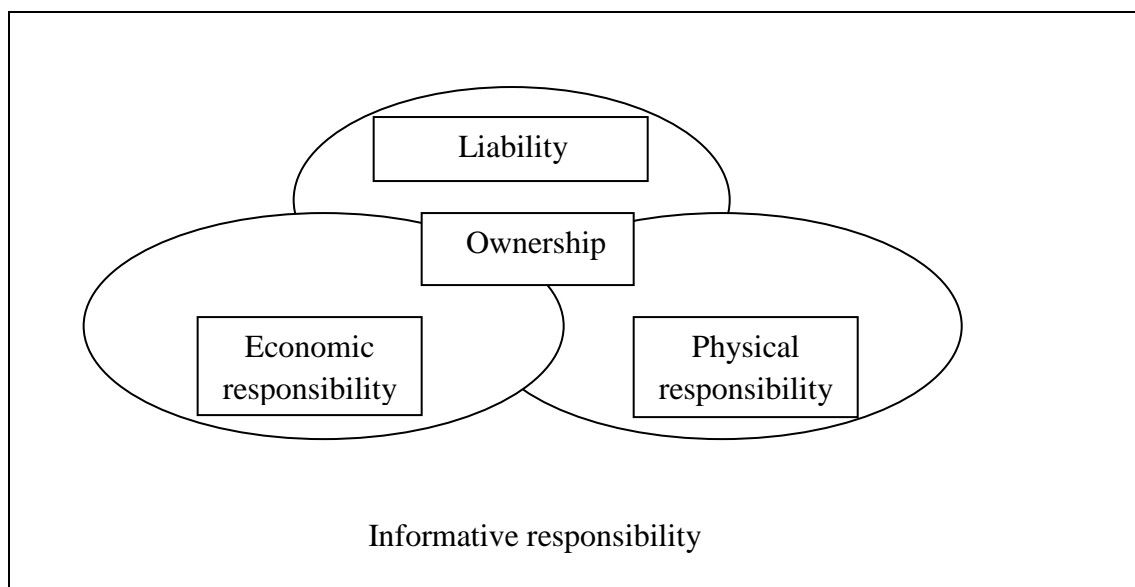 Liability
Ownership
Economic
responsibility
Physical
responsibility
Informative responsibility